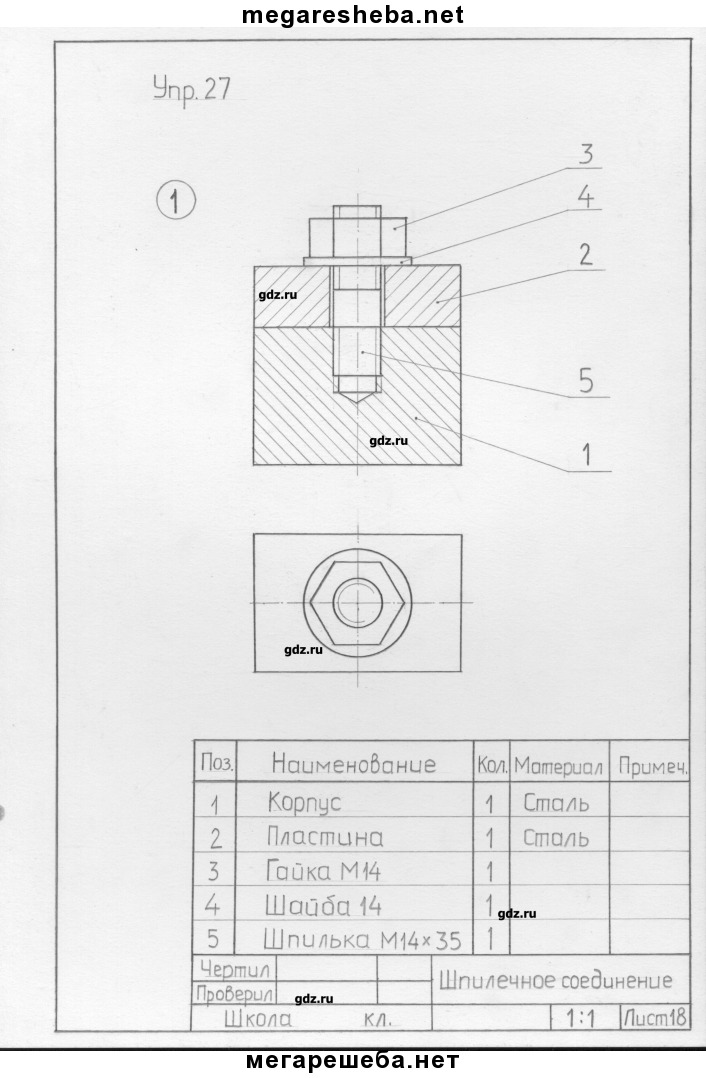 megaresheba.net
Упр. 27
3
1
4
2
gdz.ru
5
gdz.ru
1
gdz.ru
Поз. Наименование Кол. Материал Примеч.
1 Корпус 1 Сталь
2 Пластина 1 Сталь
3 Гайка М14 1
4 Шайба 14 1
gdz.ru
5 Шпилька М14×35 1
Чертил
Шпилечное соединение
Проверил
gdz.ru
Школа кл. 1:1 Лист 18
мегарешеба.нет